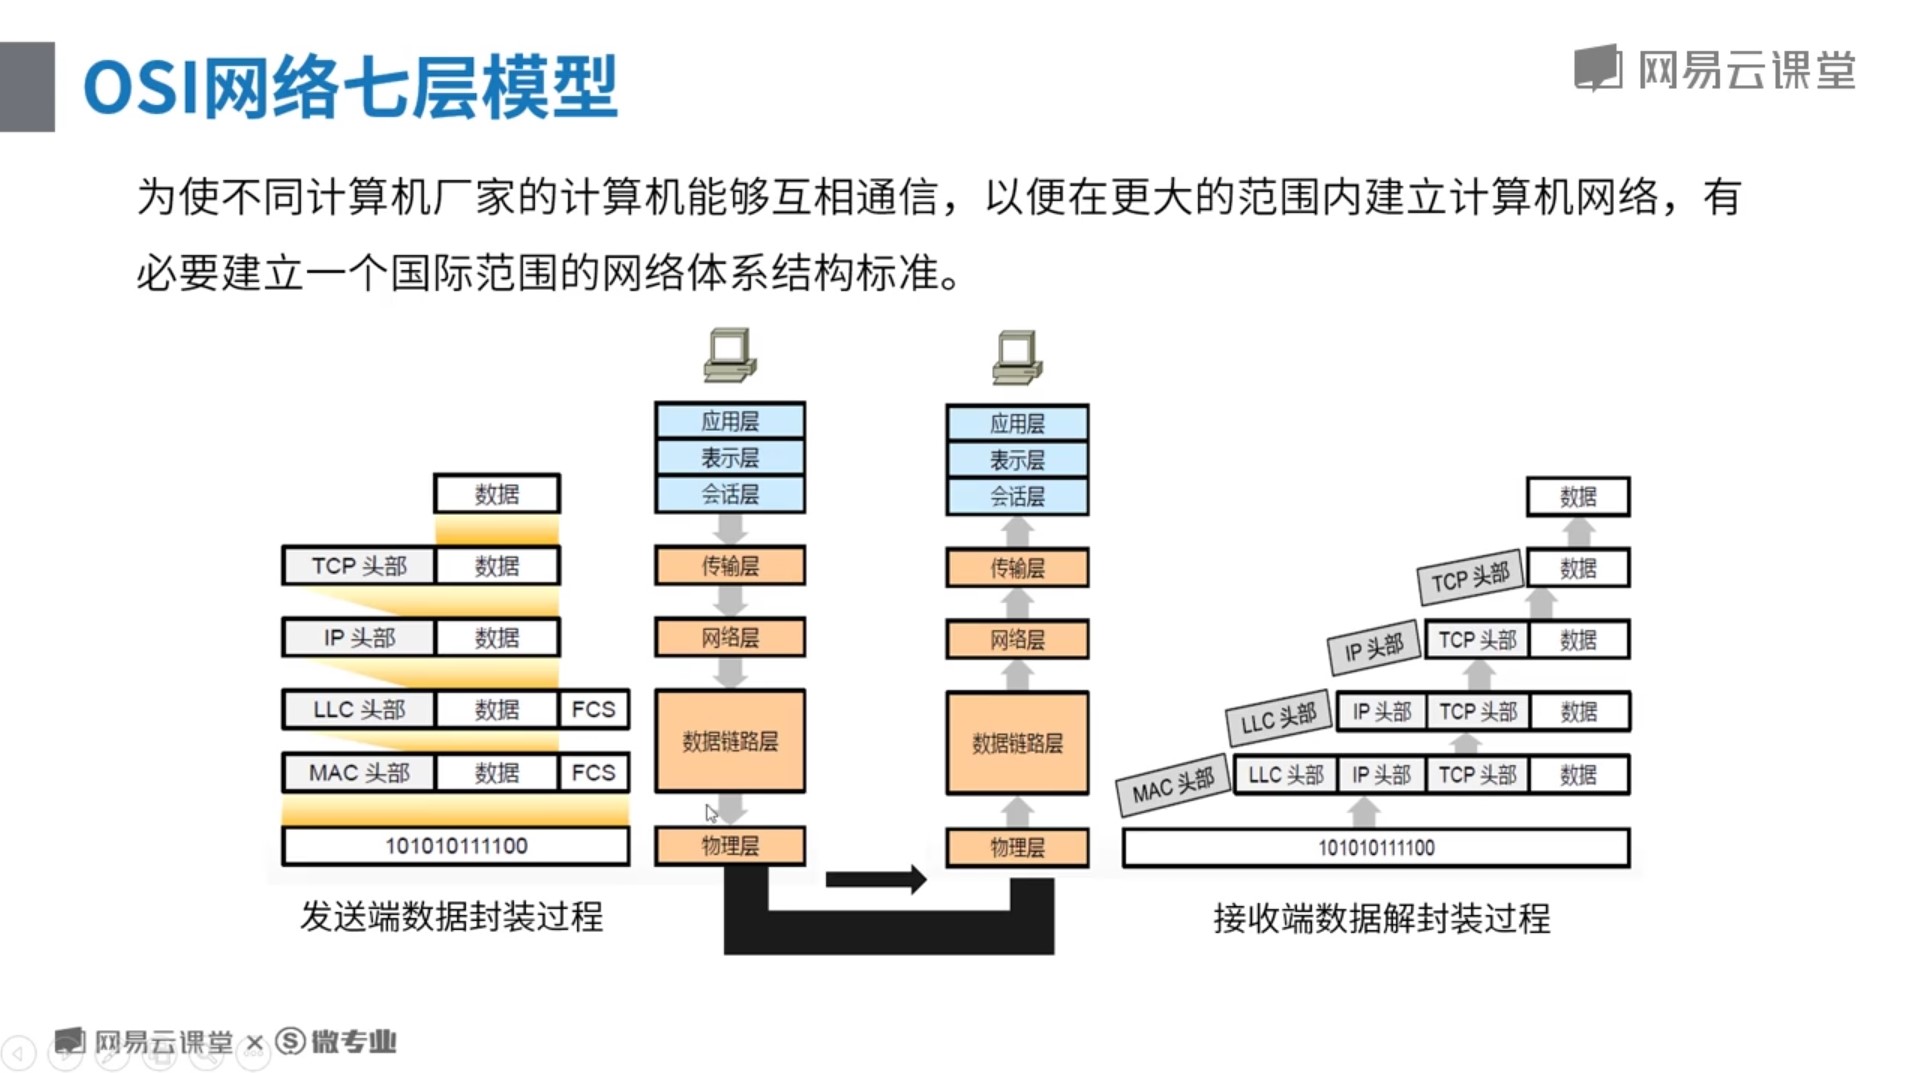 OSI网络七层模型
网易云课堂
为使不同计算机厂家的计算机能够互相通信，以便在更大的范围内建立计算机网络，有
必要建立一个国际范围的网络体系结构标准。
数据
TCP 头部 数据
IP 头部 数据
LLC 头部 数据 FCS
MAC 头部 数据 FCS
101010111100
发送端数据封装过程
应用层
表示层
会话层
传输层
网络层
数据链路层
物理层
应用层
表示层
会话层
传输层
网络层
数据链路层
物理层
数据
TCP 头部 数据
IP 头部 TCP 头部 数据
LLC 头部 IP 头部 TCP 头部 数据
MAC 头部 LLC 头部 IP 头部 TCP 头部 数据
101010111100
接收端数据解封装过程
网易云课堂 × S 微专业